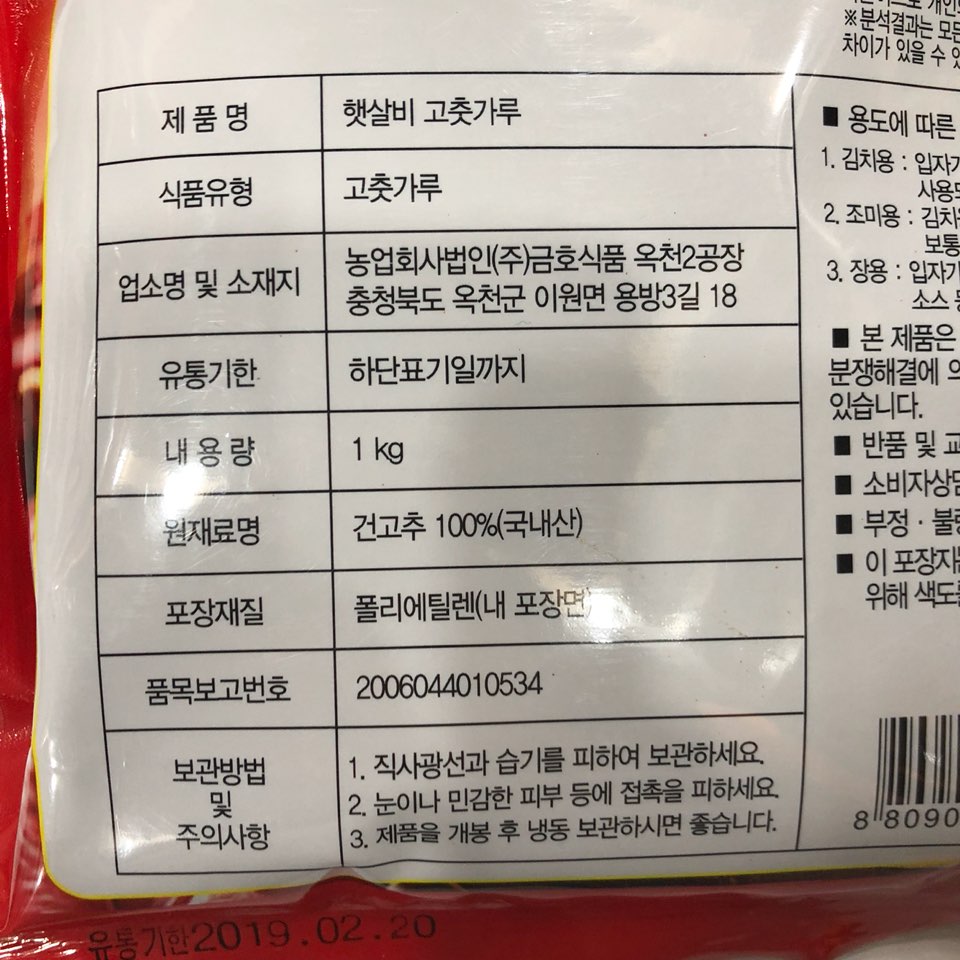 ※분석결과는 모든
차이가 있을 수 있
제 품 명 햇살비 고춧가루
식품유형 고춧가루
업소명 및 소재지 농업회사법인(주)금호식품 옥천2공장
충청북도 옥천군 이원면 용방3길 18
유통기한 하단표기일까지
내 용 량 1 kg
원재료명 건고추 100%(국내산)
포장재질 폴리에틸렌(내 포장면)
품목보고번호 2006044010534
보관방법
및
주의사항
1. 직사광선과 습기를 피하여 보관하세요.
2. 눈이나 민감한 피부 등에 접촉을 피하세요.
3. 제품을 개봉 후 냉동 보관하시면 좋습니다.
■ 용도에 따른
1. 김치용 : 입자가
2. 조미용 :
보통
3. 장용 : 입자가
소스
■ 본 제품은
분쟁해결에
있습니다.
■ 반품 및 교
■ 소비자상담
■ 부정 · 불량
■ 이 포장지는
위해 색도를
8 8090
유통기한2019.02.20